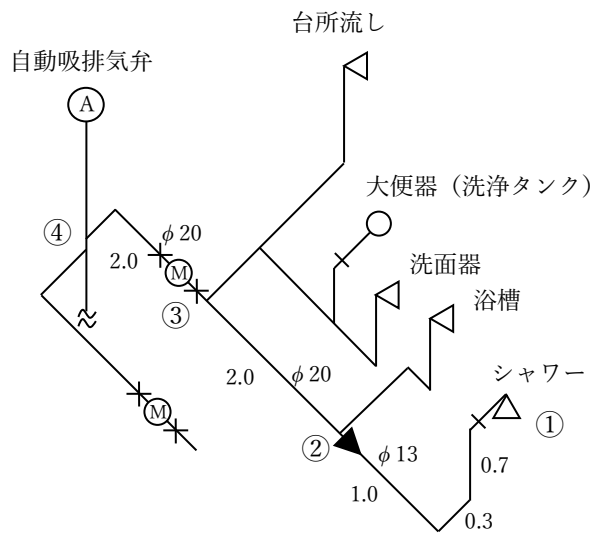 台所流し
自動吸排気弁
A
大便器（洗浄タンク）
④
φ20
2.0
M
③
洗面器
浴槽
2.0
φ20
シャワー
①
M
②
φ13
1.0
0.7
0.3